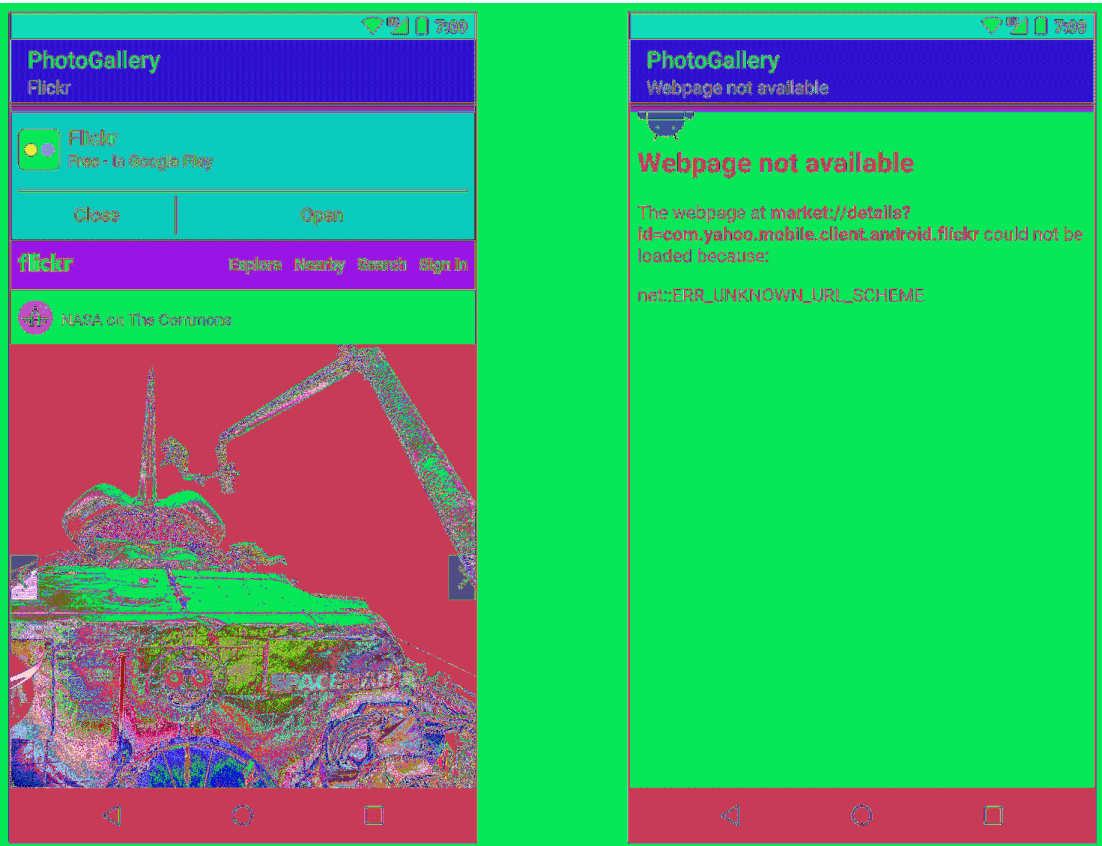 7:00
PhotoGallery
Flickr
Flickr
Free - In Google Play
Close
Open
flickr
Explore Nearby Search Sign In
NASA on The Commons
7:00
PhotoGallery
Webpage not available
Webpage not available
The webpage at market://details?
id=com.yahoo.mobile.client.android.flickr could not be
loaded because:
net::ERR_UNKNOWN_URL_SCHEME